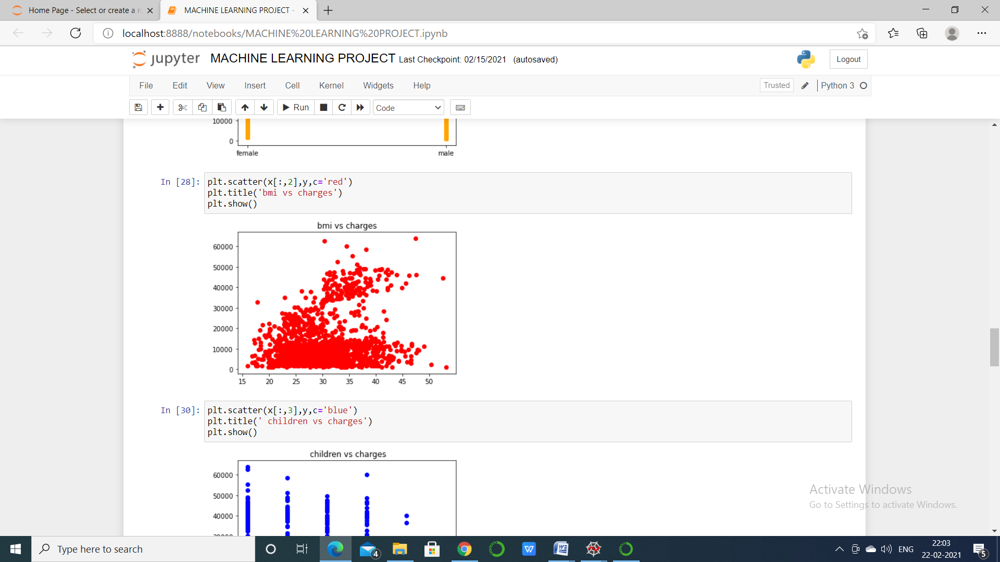 Home Page - Select or create a n
MACHINE LEARNING PROJECT -
localhost:8888/notebooks/MACHINE%20LEARNING%20PROJECT.ipynb
jupyter MACHINE LEARNING PROJECT Last Checkpoint: 02/15/2021 (autosaved)
Logout
File Edit View Insert Cell Kernel Widgets Help
Trusted Python 3
Run Code
10000
0
female male
In [28]: plt.scatter(x[:,2],y,c='red')
plt.title('bmi vs charges')
plt.show()
bmi vs charges
60000
50000
40000
30000
20000
10000
0
15 20 25 30 35 40 45 50
In [30]: plt.scatter(x[:,3],y,c='blue')
plt.title(' children vs charges')
plt.show()
children vs charges
60000
50000
40000
30000
Activate Windows
Go to Settings to activate Windows.
Type here to search
4
W
W
ENG
22:03
22-02-2021
5